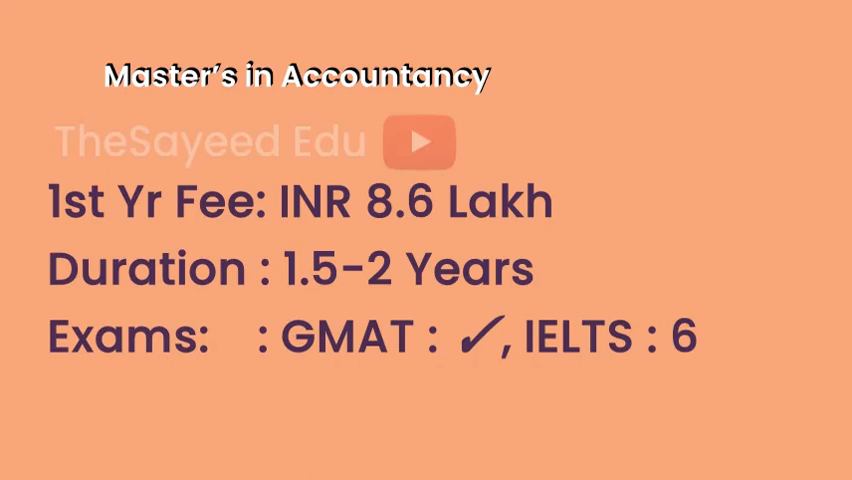 Master's in Accountancy
TheSayeed Edu
1st Yr Fee: INR 8.6 Lakh
Duration : 1.5-2 Years
Exams: : GMAT : ✓, IELTS : 6